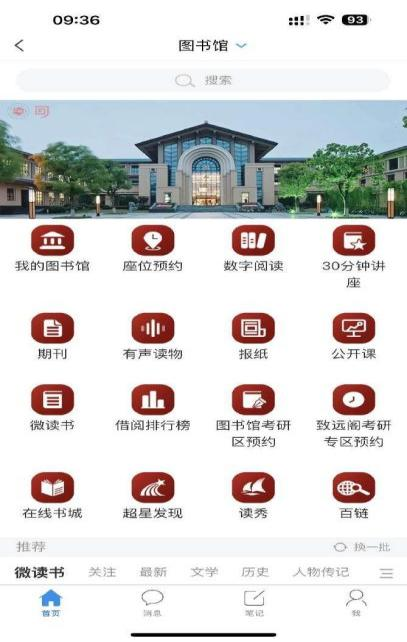 09:36
93
图书馆
搜索
我的图书馆 座位预约 数字阅读 30分钟讲
座
期刊 有声读物 报纸 公开课
微读书 借阅排行榜 图书馆考研 致远阁考研
区预约 专区预约
在线书城 超星发现 读秀 百链
推荐 换一批
微读书 关注 最新 文学 历史 人物传记
首页 消息 笔记 我